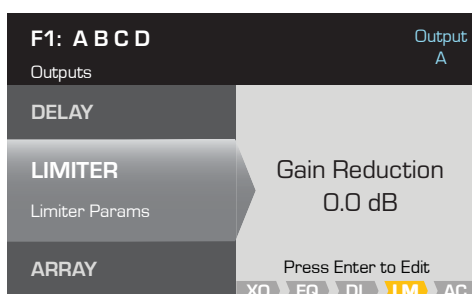 F1: A B C D
Output
A
Outputs
DELAY
LIMITER
Limiter Params
Gain Reduction
0.0 dB
ARRAY
Press Enter to Edit
XO EQ DL LM AC